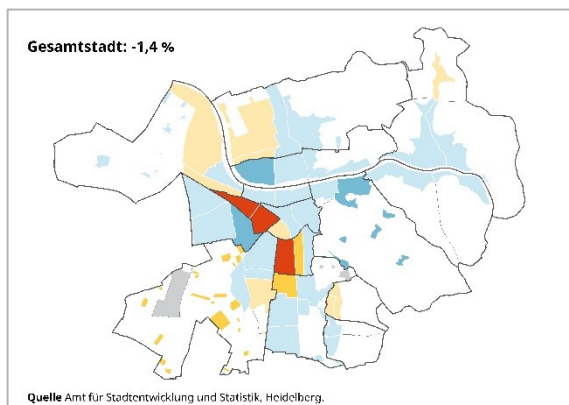 Gesamtstadt: -1,4 %
Quelle Amt für Stadtentwicklung und Statistik, Heidelberg.